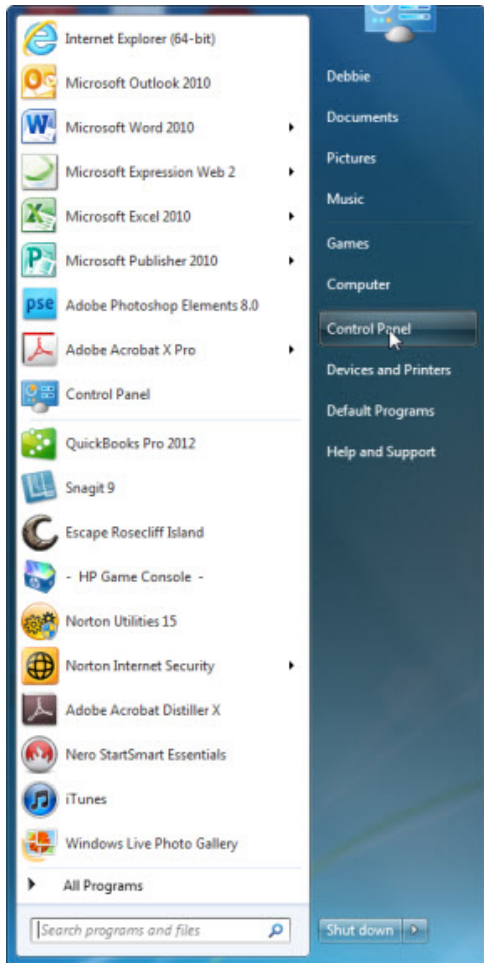 Internet Explorer (64-bit)
Microsoft Outlook 2010
Microsoft Word 2010
Microsoft Expression Web 2
Microsoft Excel 2010
Microsoft Publisher 2010
pse Adobe Photoshop Elements 8.0
Adobe Acrobat X Pro
Control Panel
QuickBooks Pro 2012
Snagit 9
Escape Rosecliff Island
- HP Game Console -
Norton Utilities 15
Norton Internet Security
Adobe Acrobat Distiller X
Nero StartSmart Essentials
iTunes
Windows Live Photo Gallery
All Programs
Search programs and files
Debbie
Documents
Pictures
Music
Games
Computer
Control Panel
Devices and Printers
Default Programs
Help and Support
Shut down